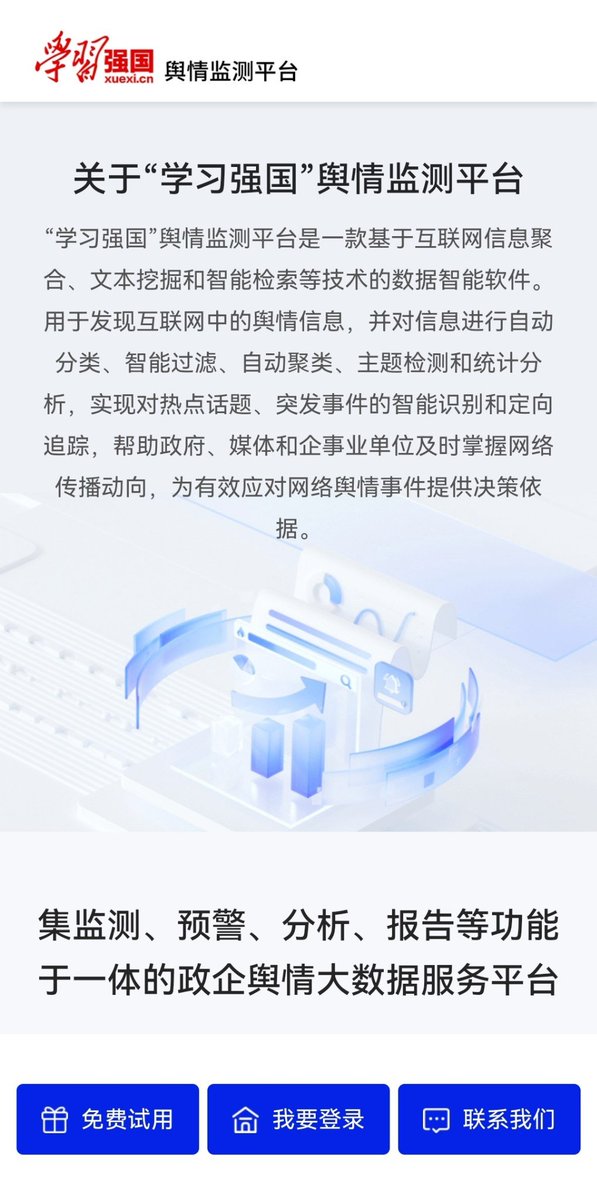 學習强国
xuexi.cn
舆情监测平台
关于“学习强国”舆情监测平台
“学习强国”舆情监测平台是一款基于互联网信息聚
合、文本挖掘和智能检索等技术的数据智能软件。
用于发现互联网中的舆情信息，并对信息进行自动
分类、智能过滤、自动聚类、主题检测和统计分
析，实现对热点话题、突发事件的智能识别和定向
追踪，帮助政府、媒体和企事业单位及时掌握网络
传播动向，为有效应对网络舆情事件提供决策依
据。
集监测、预警、分析、报告等功能
于一体的政企舆情大数据服务平台
免费试用
我要登录
联系我们